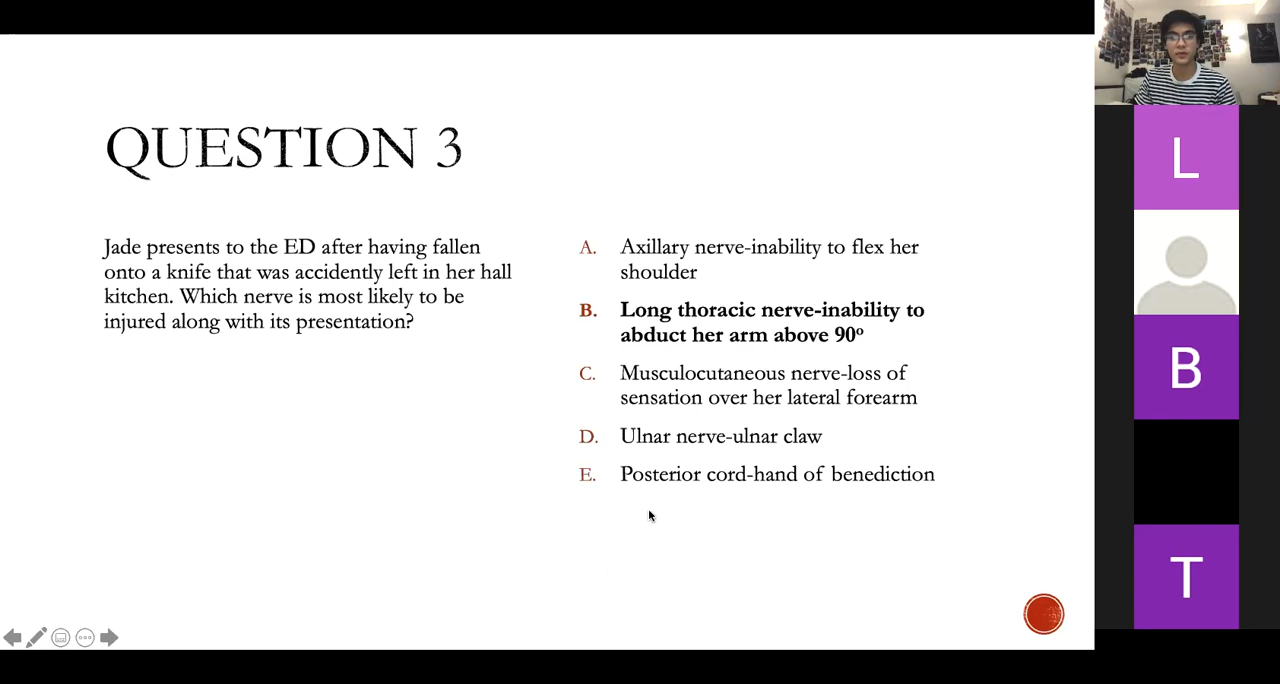 QUESTION 3
Jade presents to the ED after having fallen
onto a knife that was accidently left in her hall
kitchen. Which nerve is most likely to be
injured along with its presentation?
A. Axillary nerve-inability to flex her
shoulder
B. Long thoracic nerve-inability to
abduct her arm above 90º
C. Musculocutaneous nerve-loss of
sensation over her lateral forearm
D. Ulnar nerve-ulnar claw
E. Posterior cord-hand of benediction
L
B
T